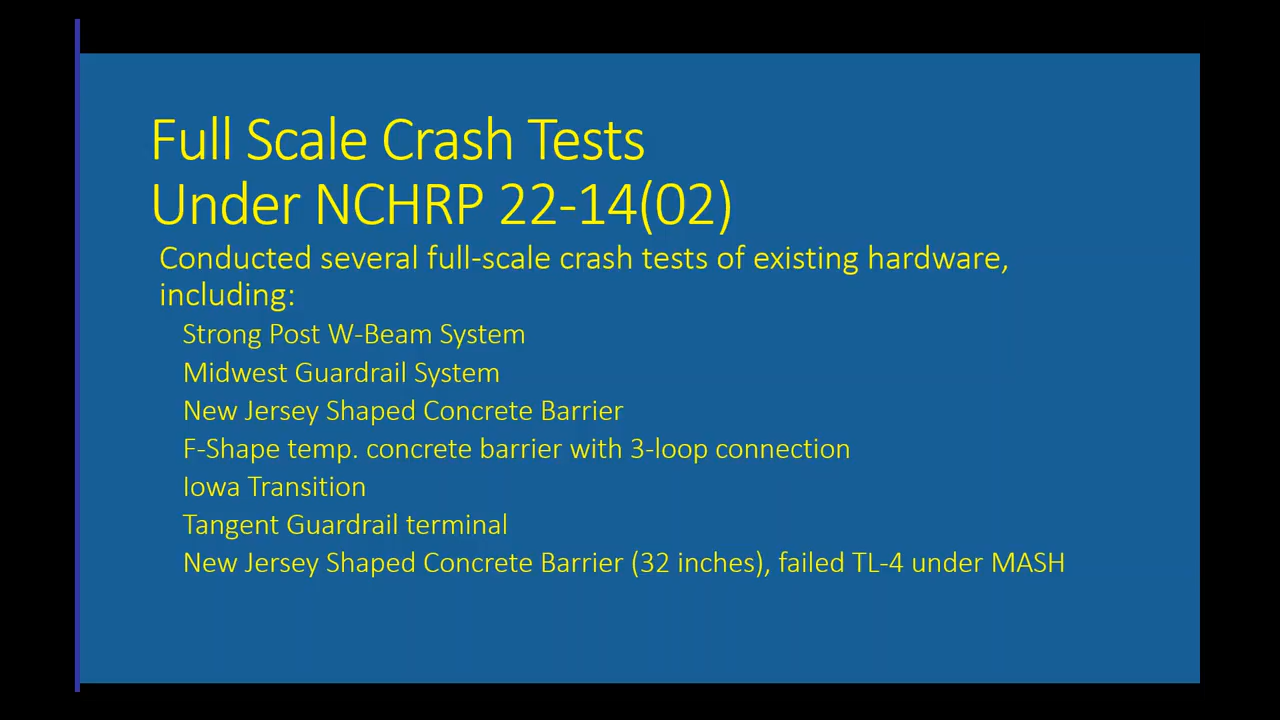 Full Scale Crash Tests
Under NCHRP 22-14(02)
Conducted several full-scale crash tests of existing hardware,
including:
Strong Post W-Beam System
Midwest Guardrail System
New Jersey Shaped Concrete Barrier
F-Shape temp. concrete barrier with 3-loop connection
Iowa Transition
Tangent Guardrail terminal
New Jersey Shaped Concrete Barrier (32 inches), failed TL-4 under MASH